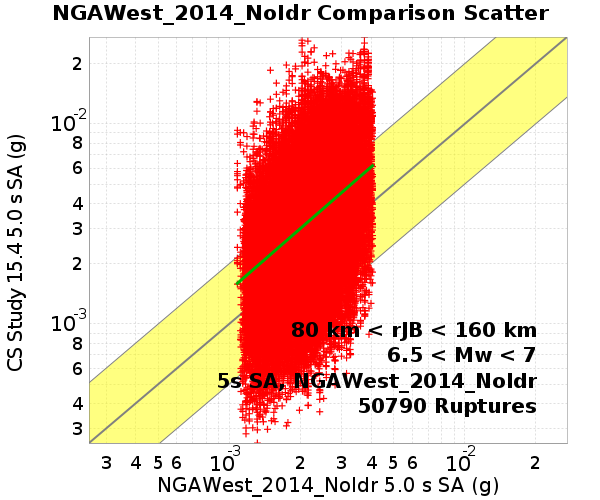 NGAWest_2014_NoIdr Comparison Scatter
CS Study 15.4 5.0 s SA (g)
2
10^-2
8
6
4
3
2
10^-3
8
6
4
3
80 km < rJB < 160 km
6.5 < Mw < 7
5s SA, NGAWest_2014_NoIdr
50790 Ruptures
3 4 5 6 10^-3 2 3 4 5 6 10^-2 2
NGAWest_2014_NoIdr 5.0 s SA (g)